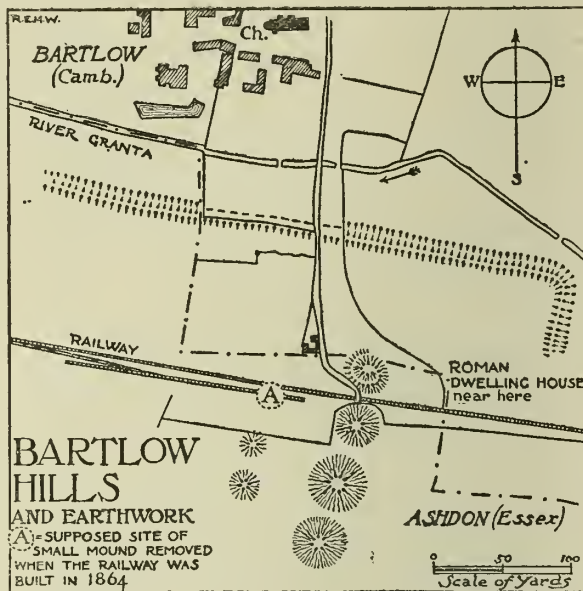 R.E.M.W.
BARTLOW
(Camb.)
Ch.
W E
S
RIVER GRANTA
RAILWAY
A
ROMAN
DWELLING HOUSE
near here
BARTLOW
HILLS
AND EARTHWORK
A =SUPPOSED SITE OF
SMALL MOUND REMOVED
WHEN THE RAILWAY WAS
BUILT IN 1864
ASHDON (Essex)
0 50 100
Scale of Yards